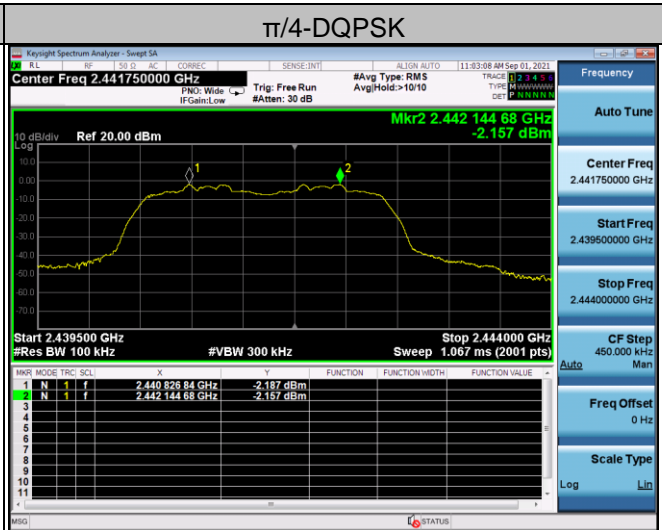 π/4-DQPSK
Keysight Spectrum Analyzer - Swept SA
LXI RL RF 50 Ω AC CORREC SENSE:INT ALIGN AUTO 11:03:08 AM Sep 01, 2021
Center Freq 2.441750000 GHz
PNO: Wide
IFGain:Low
Trig: Free Run
#Atten: 30 dB
#Avg Type: RMS
Avg|Hold:>10/10
TRACE 1 2 3 4 5 6
TYPE M W W W W W
DET P N N N N N
Mkr2 2.442 144 68 GHz
-2.157 dBm
10 dB/div Ref 20.00 dBm
Log
10.0
0.00
-10.0
-20.0
-30.0
-40.0
-50.0
-60.0
-70.0
1
2
Start 2.439500 GHz Stop 2.444000 GHz
#Res BW 100 kHz #VBW 300 kHz Sweep 1.067 ms (2001 pts)
MKR MODE TRC SCL X Y FUNCTION FUNCTION WIDTH FUNCTION VALUE
1 N 1 f 2.440 826 84 GHz -2.187 dBm
2 N 1 f 2.442 144 68 GHz -2.157 dBm
3
4
5
6
7
8
9
10
11
MSG STATUS
Frequency
Auto Tune
Center Freq
2.441750000 GHz
Start Freq
2.439500000 GHz
Stop Freq
2.444000000 GHz
CF Step
450.000 kHz
Auto Man
Freq Offset
0 Hz
Scale Type
Log Lin